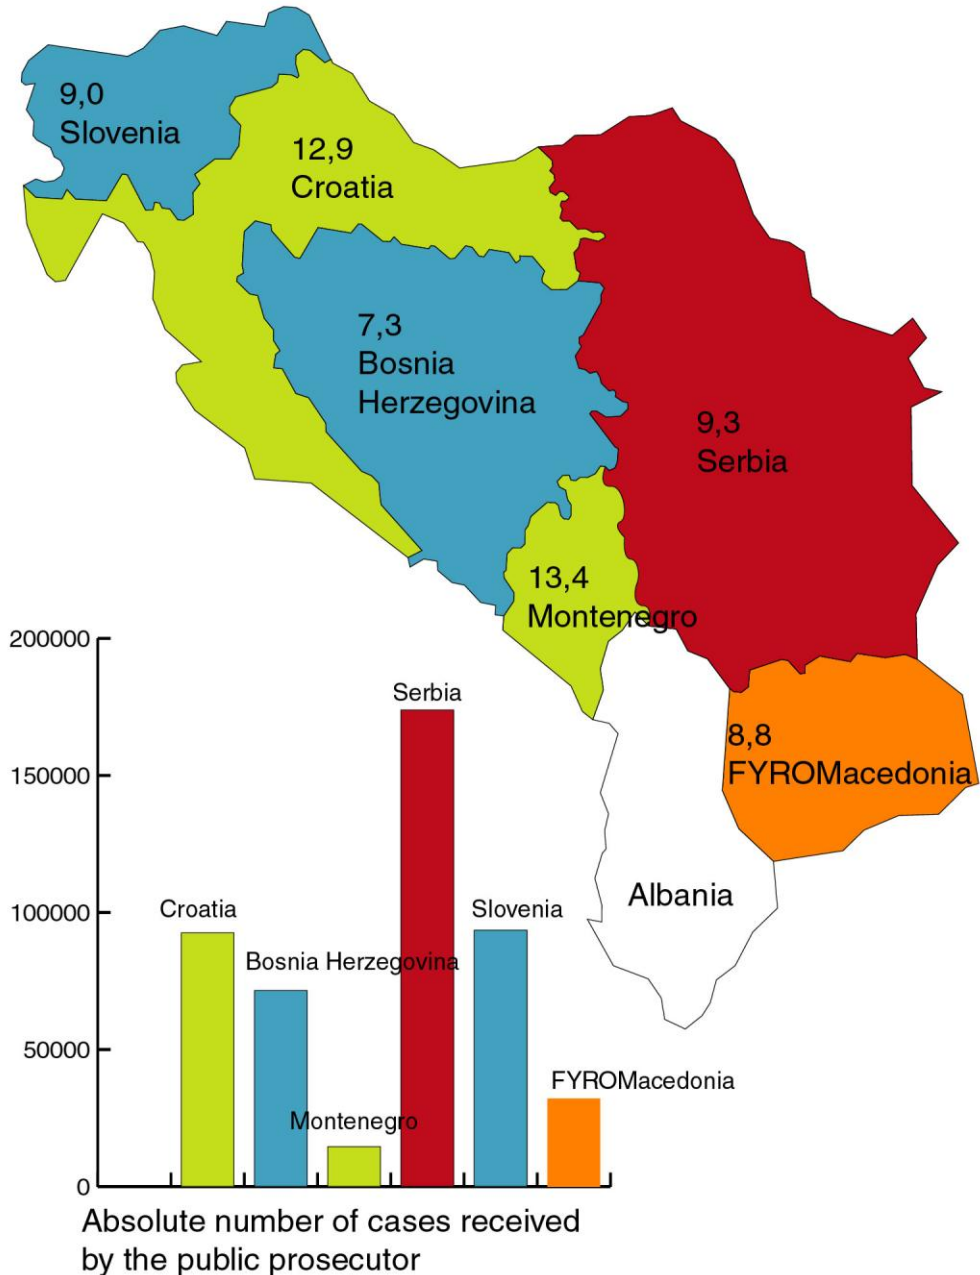 9,0
Slovenia
12,9
Croatia
7,3
Bosnia
Herzegovina
9,3
Serbia
13,4
Montenegro
8,8
FYROMacedonia
Albania
200000
150000
100000
50000
0
Serbia
Croatia
Slovenia
Bosnia Herzegovina
FYROMacedonia
Montenegro
Absolute number of cases received
by the public prosecutor